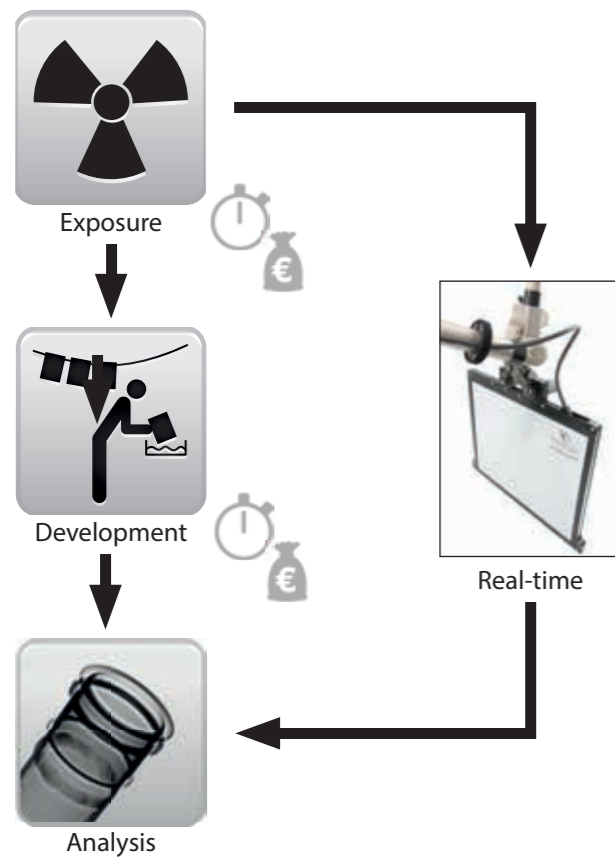 Exposure
€
Development
€
Real-time
Analysis